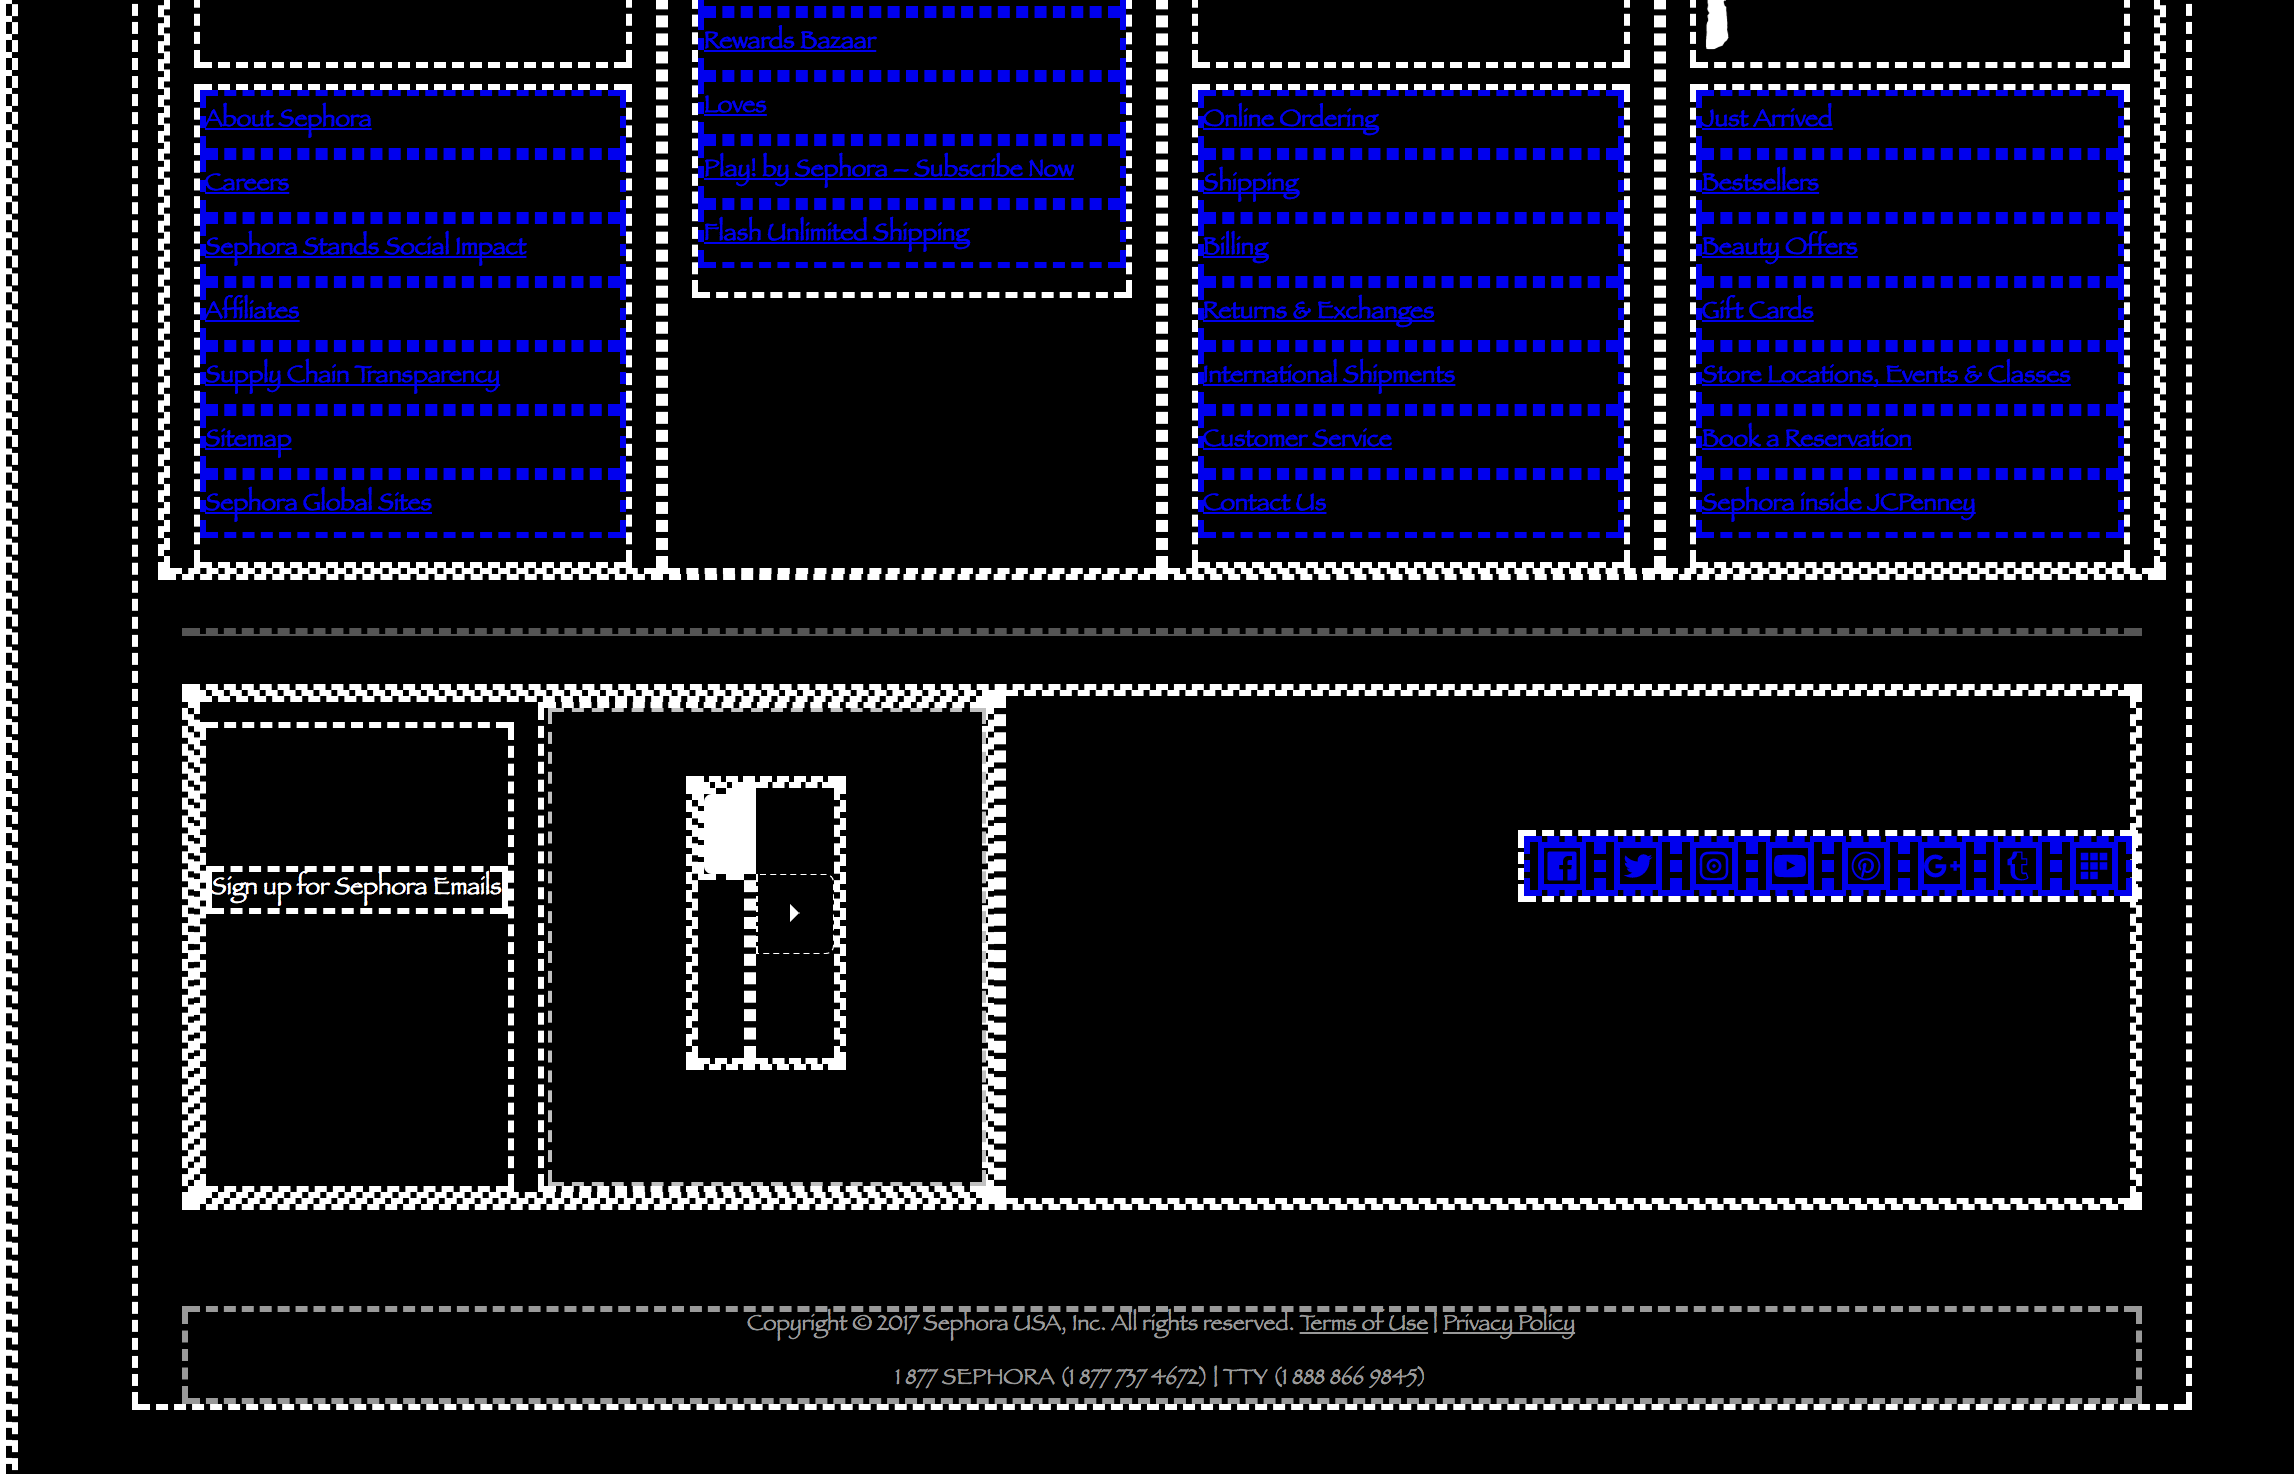 About Sephora
Careers
Sephora Stands Social Impact
Affiliates
Supply Chain Transparency
Sitemap
Sephora Global Sites
Rewards Bazaar
Loves
Play! by Sephora – Subscribe Now
Flash Unlimited Shipping
Online Ordering
Shipping
Billing
Returns & Exchanges
International Shipments
Customer Service
Contact Us
Just Arrived
Bestsellers
Beauty Offers
Gift Cards
Store Locations, Events & Classes
Book a Reservation
Sephora inside JCPenney
Sign up for Sephora Emails
Copyright © 2017 Sephora USA, Inc. All rights reserved. Terms of Use | Privacy Policy
1 877 SEPHORA (1 877 737 4672) | TTY (1 888 866 9845)